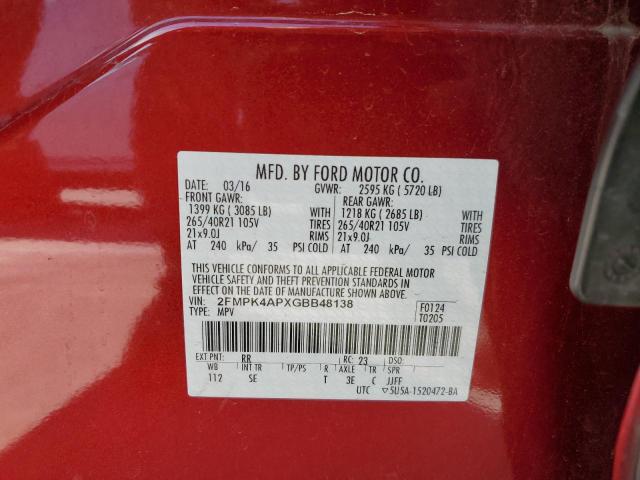 MFD. BY FORD MOTOR CO.
DATE: 03/16 GVWR: 2595 KG ( 5720 LB)
FRONT GAWR: REAR GAWR:
1399 KG ( 3085 LB) WITH 1218 KG ( 2685 LB) WITH
265/40R21 105V TIRES 265/40R21 105V TIRES
21x9.0J RIMS 21x9.0J RIMS
AT 240 kPa/ 35 PSI COLD AT 240 kPa/ 35 PSI COLD
THIS VEHICLE CONFORMS TO ALL APPLICABLE FEDERAL MOTOR
VEHICLE SAFETY AND BUMPER STANDARDS AND THEFT PREVENTION STANDARDS IN
EFFECT ON THE DATE OF MANUFACTURE SHOWN ABOVE.
VIN: 2FMPK4APXGBB48138 F0124
TYPE: MPV T0205
EXT PNT: RR RC: 23 DSO:
WB INT TR TP/PS R AXLE TR SPR
112 SE T 3E C JJFF
UTC ▽5U5A-1520472-BA